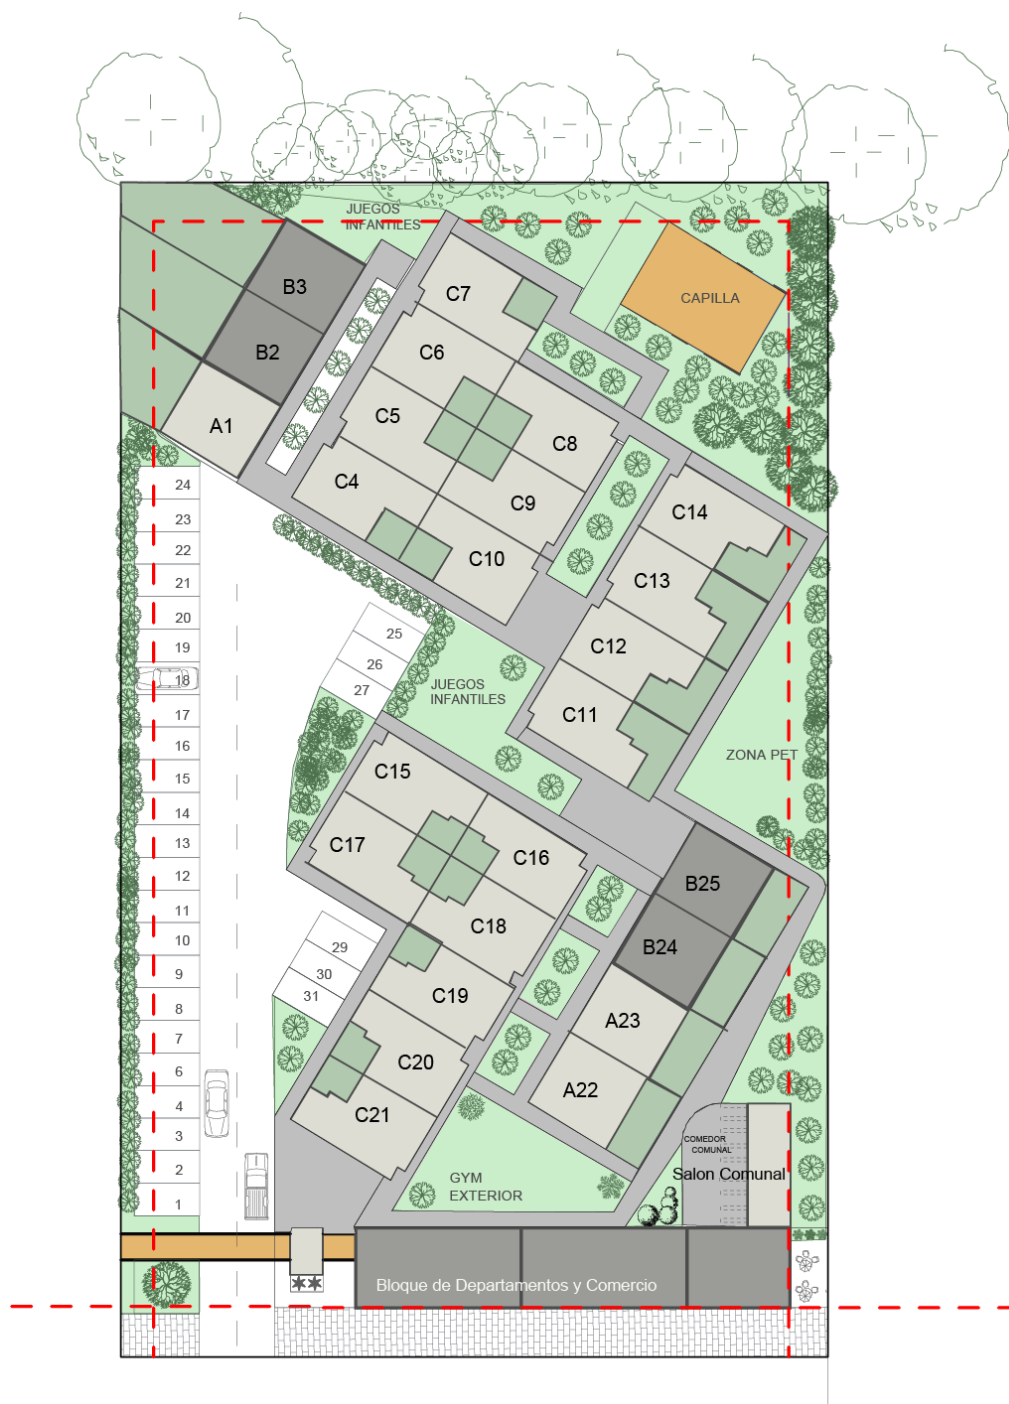 JUEGOS
INFANTILES
B3
C7
CAPILLA
B2
C6
A1
C5
C8
C4
C9
C14
C10
C13
24
23
22
21
20
19
18
17
16
15
14
13
12
11
10
9
8
7
6
4
3
2
1
25
26
27
JUEGOS
INFANTILES
C12
C11
ZONA PET
C15
C17
C16
B25
C18
B24
29
30
31
C19
A23
C20
A22
C21
COMEDOR
COMUNAL
Salon Comunal
GYM
EXTERIOR
Bloque de Departamentos y Comercio